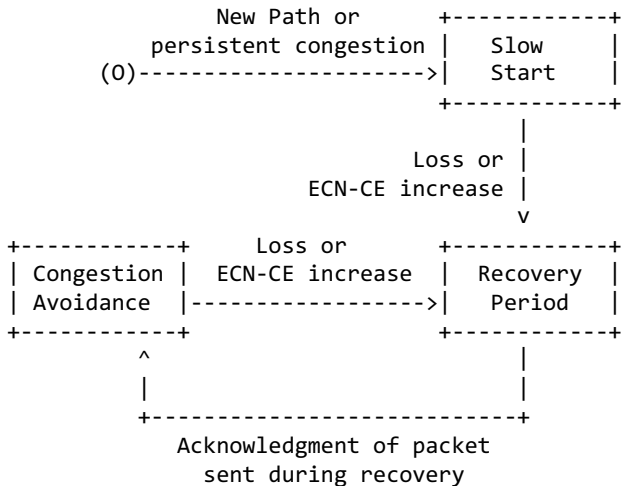 New Path or
persistent congestion
(O)
Slow
Start
Loss or
ECN-CE increase
Loss or
ECN-CE increase
Congestion
Avoidance
Recovery
Period
Acknowledgment of packet
sent during recovery